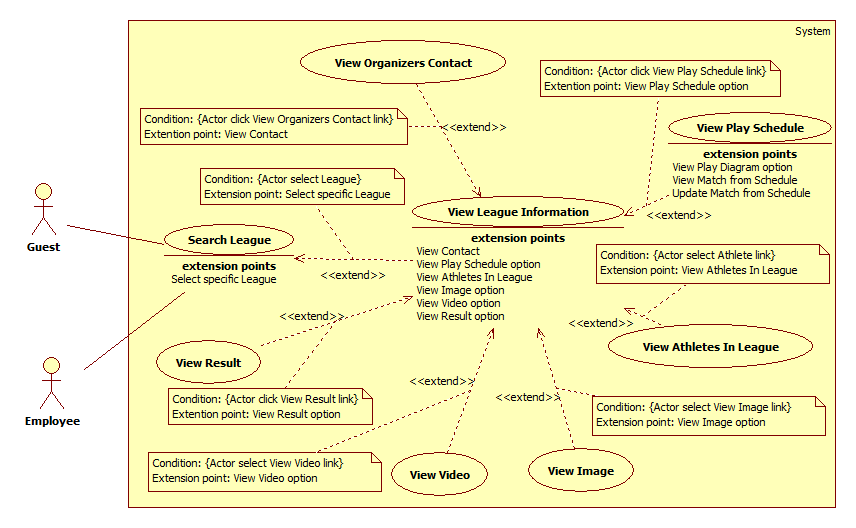 System
View Organizers Contact
Condition: {Actor click View Play Schedule link}
Extention point: View Play Schedule option
Condition: {Actor click View Organizers Contact link}
Extention point: View Contact
<<extend>>
View Play Schedule
extension points
View Play Diagram option
View Match from Schedule
Update Match from Schedule
Condition: {Actor select League}
Extension point: Select specific League
View League Information
<<extend>>
extension points
View Contact
View Play Schedule option
View Athletes In League
View Image option
View Video option
View Result option
Guest
Search League
extension points
Select specific League
<<extend>>
Condition: {Actor select Athlete link}
Extension point: View Athletes In League
<<extend>>
<<extend>>
View Athletes In League
View Result
<<extend>>
<<extend>>
Employee
Condition: {Actor click View Result link}
Extention point: View Result option
Condition: {Actor select View Image link}
Extension point: View Image option
Condition: {Actor select View Video link}
Extension point: View Video option
View Video
View Image